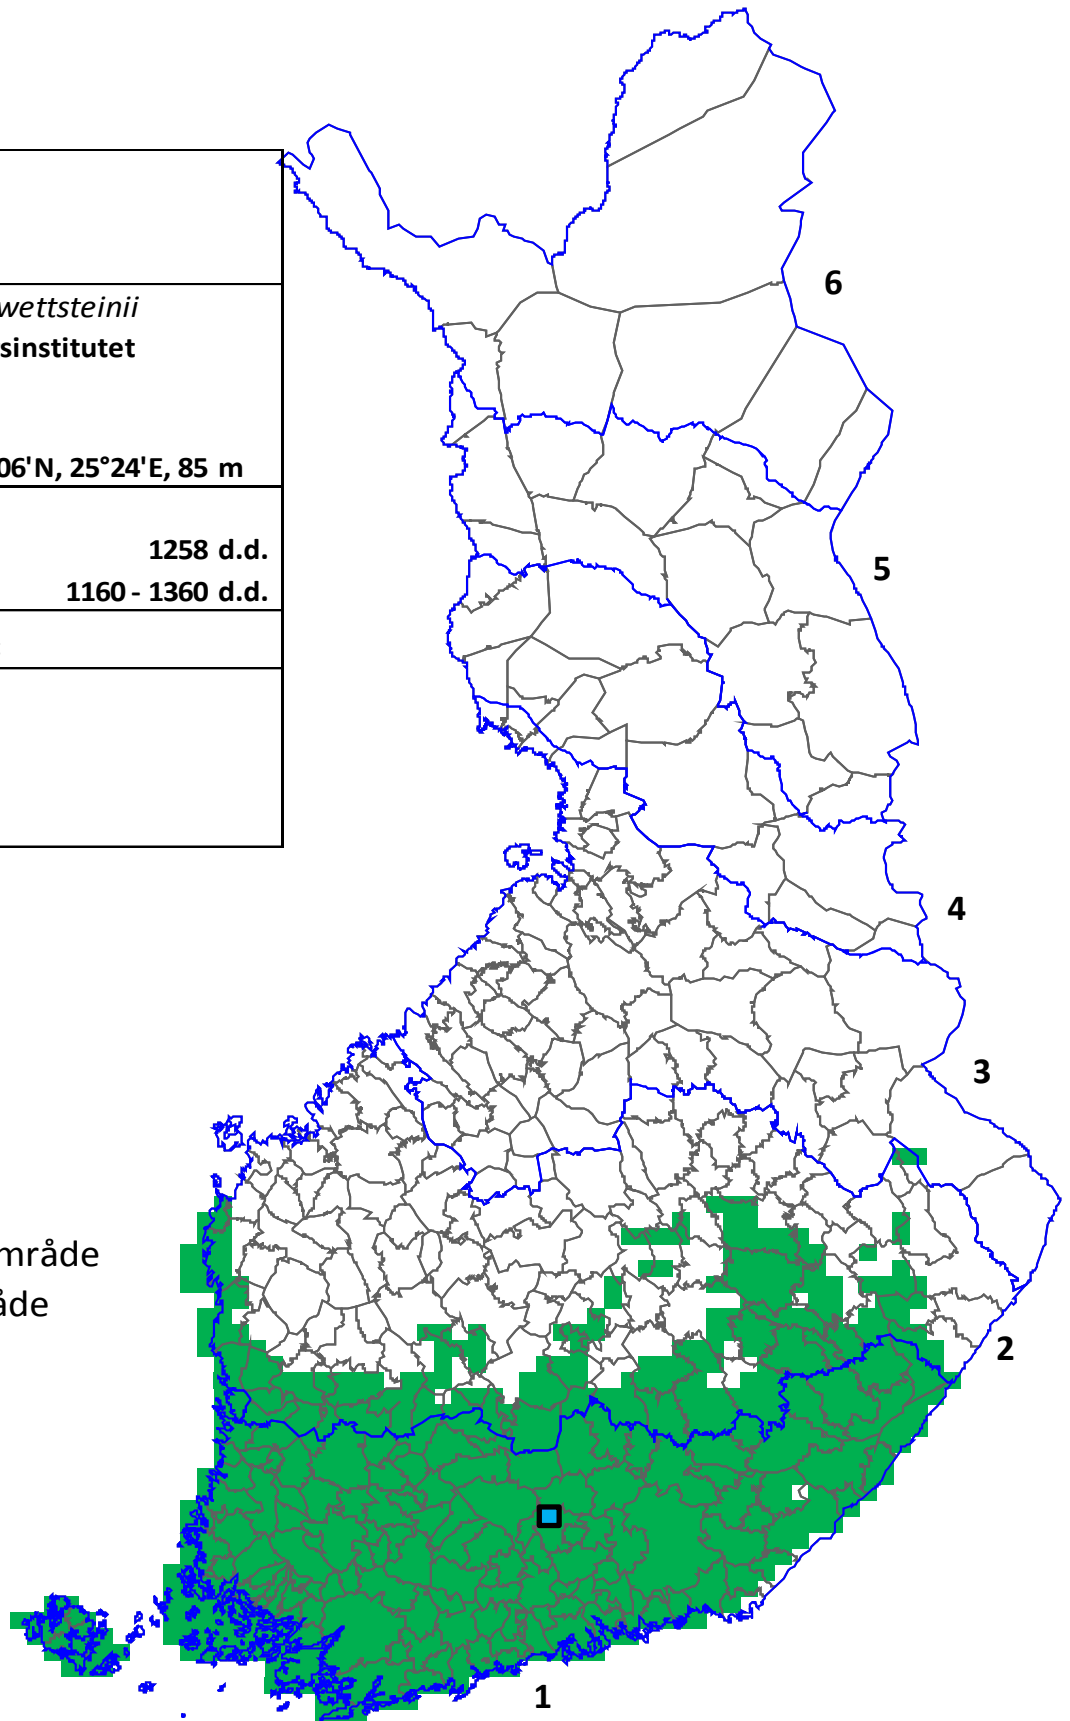 wettsteinii
sinstitutet
06'N, 25°24'E, 85 m
1258 d.d.
1160 - 1360 d.d.
6
5
4
3
mråde
åde
2
1